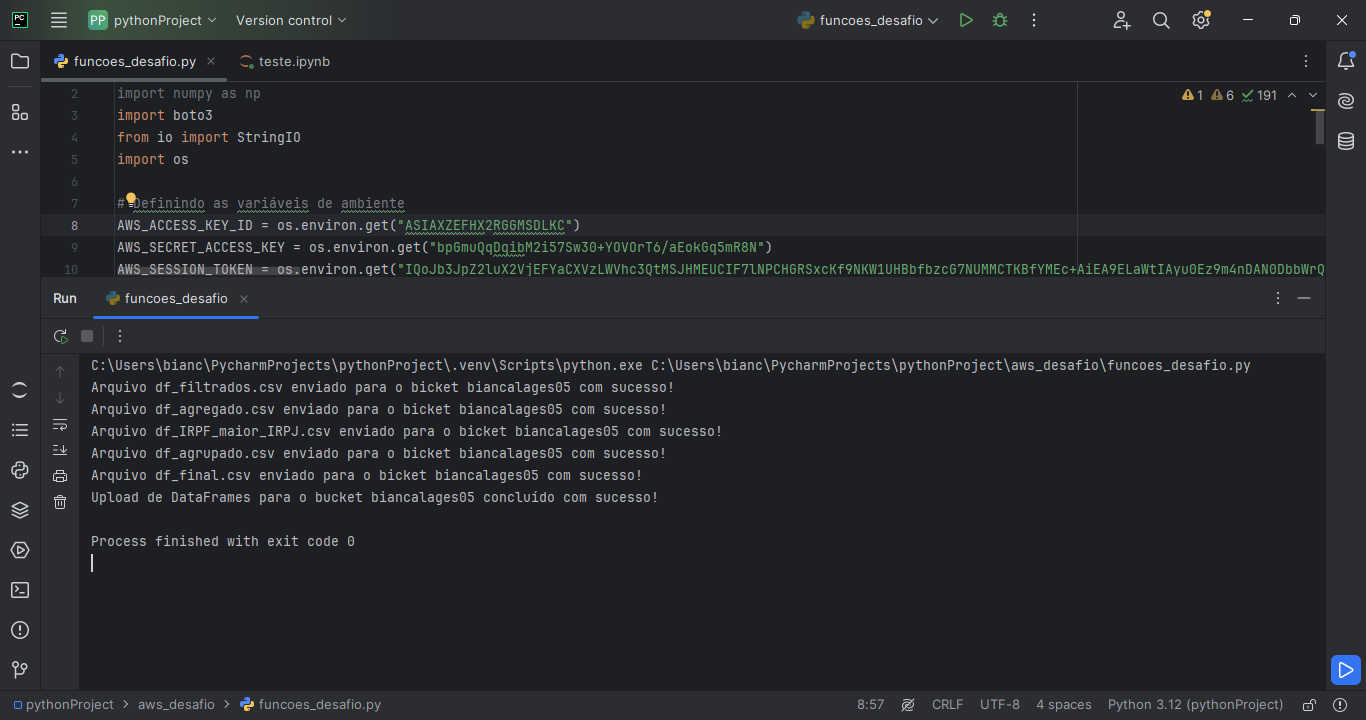 PC
PP pythonProject
Version control
funcoes_desafio
funcoes_desafio.py
teste.ipynb
1 6 191
2 import numpy as np
3 import boto3
4 from io import StringIO
5 import os
6
7 # Definindo as variáveis de ambiente
8 AWS_ACCESS_KEY_ID = os.environ.get("ASIAXZEFHX2RGGMSDLKC")
9 AWS_SECRET_ACCESS_KEY = os.environ.get("bpGmuQqDqibM2i57Sw30+YOVOrT6/aEokGq5mR8N")
10 AWS_SESSION_TOKEN = os.environ.get("IQoJb3JpZ2luX2VjEFYaCXVzLWVhc3QtMSJHMEUCIF7lNPCHGRSxcKf9NKW1UHBbfbzcG7NUMMCTKBfYMEc+AiEA9ELaWtIAyu0Ez9m4nDAN0DbbWrQ
Run
funcoes_desafio
C:\Users\bianc\PycharmProjects\pythonProject\.venv\Scripts\python.exe C:\Users\bianc\PycharmProjects\pythonProject\aws_desafio\funcoes_desafio.py
Arquivo df_filtrados.csv enviado para o bicket biancalages05 com sucesso!
Arquivo df_agregado.csv enviado para o bicket biancalages05 com sucesso!
Arquivo df_IRPF_maior_IRPJ.csv enviado para o bicket biancalages05 com sucesso!
Arquivo df_agrupado.csv enviado para o bicket biancalages05 com sucesso!
Arquivo df_final.csv enviado para o bicket biancalages05 com sucesso!
Upload de DataFrames para o bucket biancalages05 concluído com sucesso!
Process finished with exit code 0
pythonProject > aws_desafio > funcoes_desafio.py
8:57
CRLF
UTF-8
4 spaces
Python 3.12 (pythonProject)